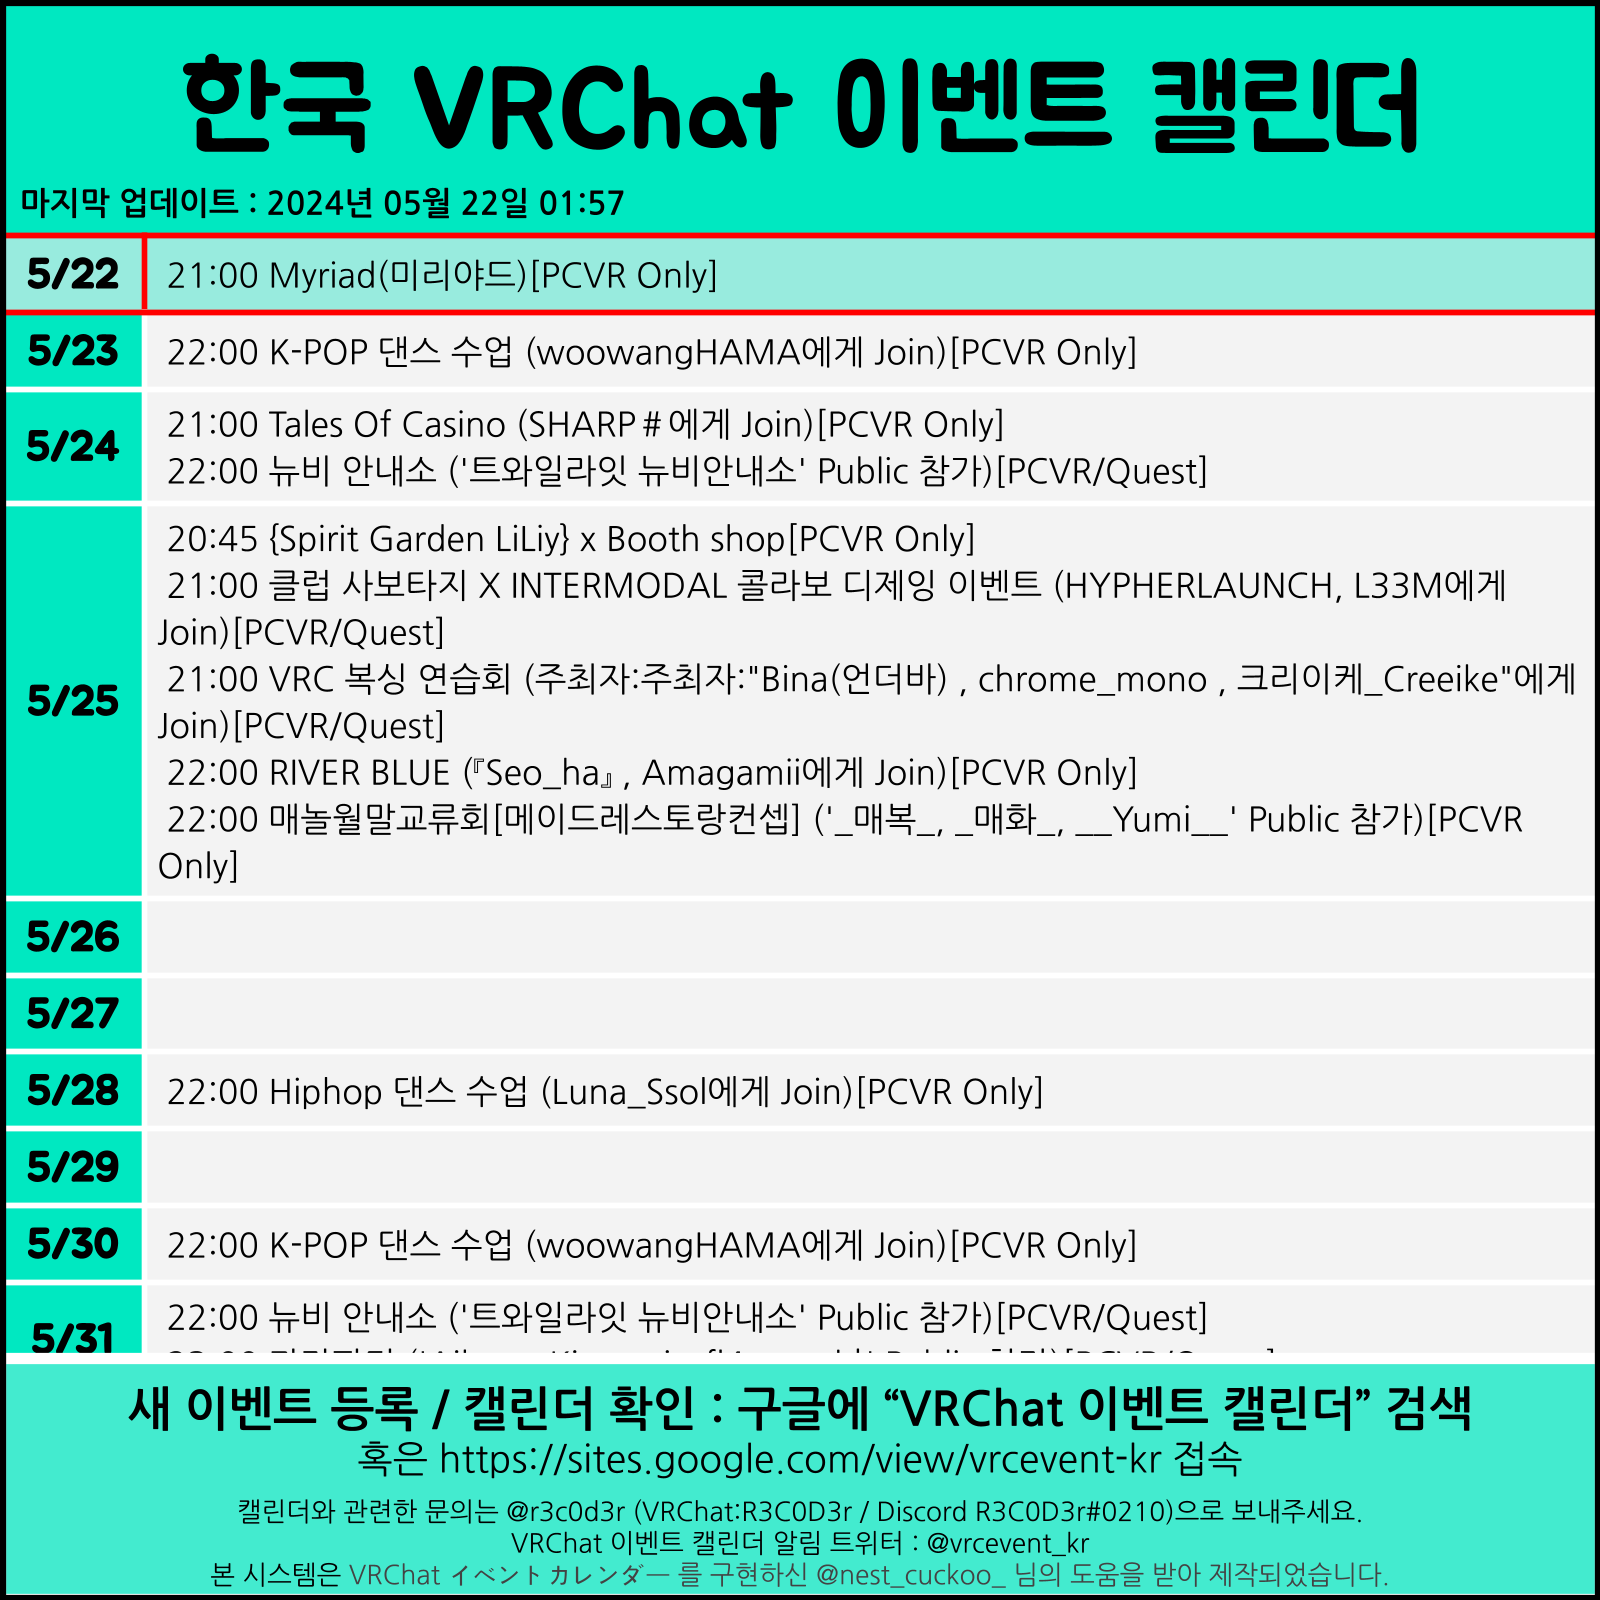 한국 VRChat 이벤트 캘린더
마지막 업데이트 : 2024년 05월 22일 01:57
5/22
21:00 Myriad(미리야드)[PCVR Only]
5/23
22:00 K-POP 댄스 수업 (woowangHAMA에게 Join)[PCVR Only]
5/24
21:00 Tales Of Casino (SHARP#에게 Join)[PCVR Only]
22:00 뉴비 안내소 ('트와일라잇 뉴비안내소' Public 참가)[PCVR/Quest]
5/25
20:45 {Spirit Garden LiLiy} x Booth shop[PCVR Only]
21:00 클럽 사보타지 X INTERMODAL 콜라보 디제잉 이벤트 (HYPHERLAUNCH, L33M에게
Join)[PCVR/Quest]
21:00 VRC 복싱 연습회 (주최자:주최자:"Bina(언더바) , chrome_mono , 크리이케_Creeike"에게
Join)[PCVR/Quest]
22:00 RIVER BLUE (『Seo_ha』, Amagamii에게 Join)[PCVR Only]
22:00 매놀월말교류회[메이드레스토랑컨셉] ('_매복_, _매화_, __Yumi__' Public 참가)[PCVR
Only]
5/26
5/27
5/28
22:00 Hiphop 댄스 수업 (Luna_Ssol에게 Join)[PCVR Only]
5/29
5/30
22:00 K-POP 댄스 수업 (woowangHAMA에게 Join)[PCVR Only]
5/31
22:00 뉴비 안내소 ('트와일라잇 뉴비안내소' Public 참가)[PCVR/Quest]
새 이벤트 등록 / 캘린더 확인 : 구글에 “VRChat 이벤트 캘린더” 검색
혹은 https://sites.google.com/view/vrcevent-kr 접속
캘린더와 관련한 문의는 @r3c0d3r (VRChat:R3C0D3r / Discord R3C0D3r#0210)으로 보내주세요.
VRChat 이벤트 캘린더 알림 트위터 : @vrcevent_kr
본 시스템은 VRChat イベントカレンダー 를 구현하신 @nest_cuckoo_ 님의 도움을 받아 제작되었습니다.